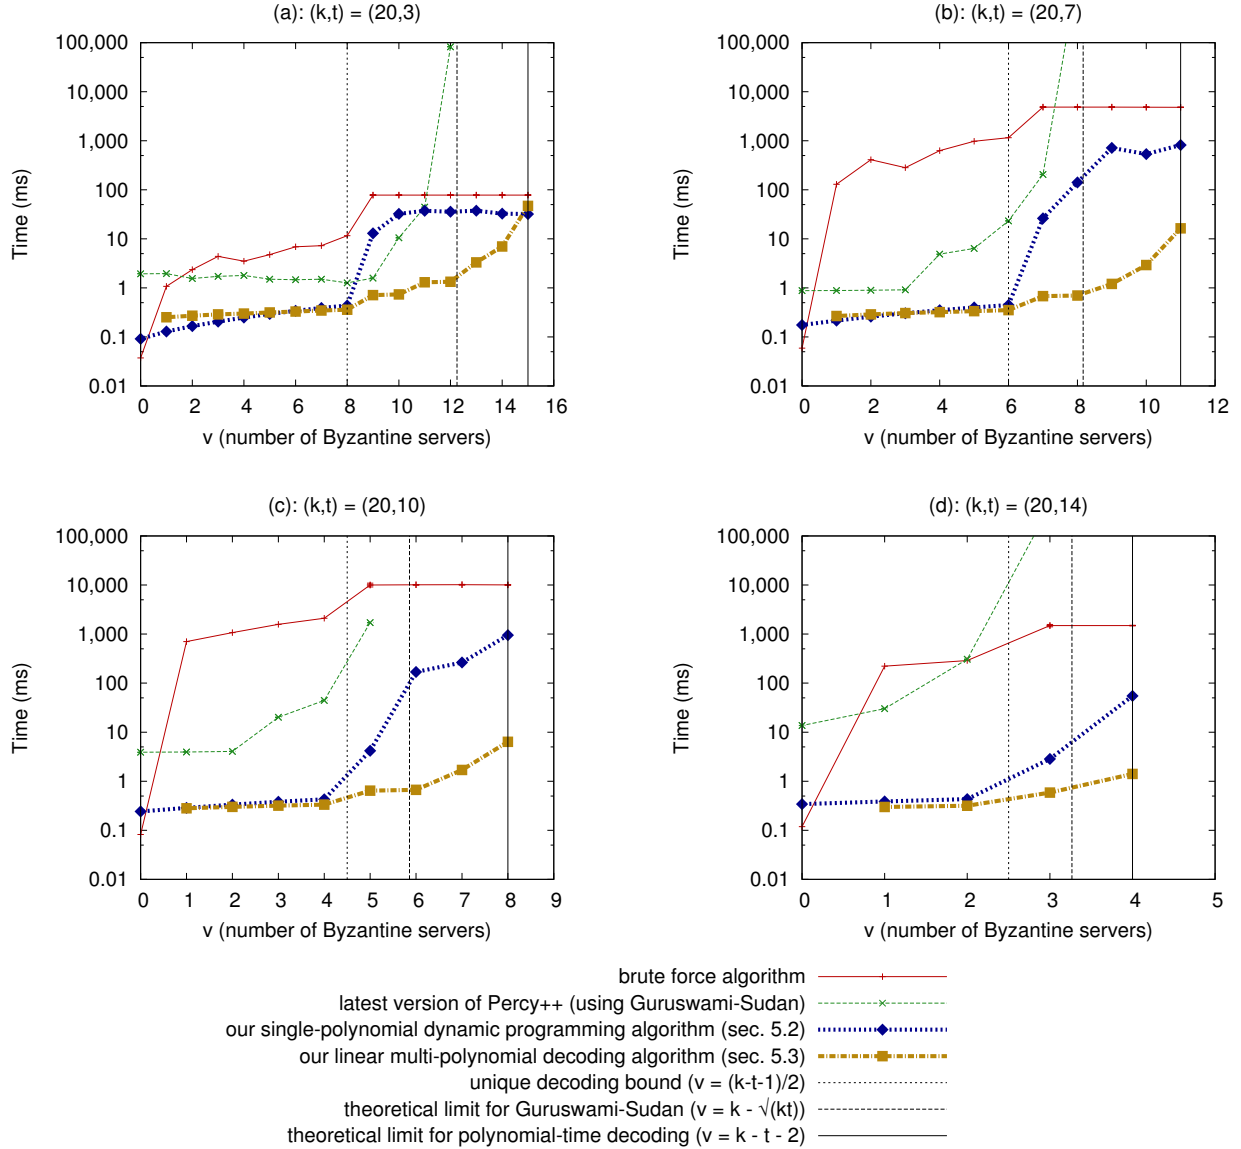 (a): (k,t) = (20,3)
100,000
10,000
1,000
100
10
1
0.1
0.01
Time (ms)
0 2 4 6 8 10 12 14 16
v (number of Byzantine servers)
(b): (k,t) = (20,7)
100,000
10,000
1,000
100
10
1
0.1
0.01
Time (ms)
0 2 4 6 8 10 12
v (number of Byzantine servers)
(c): (k,t) = (20,10)
100,000
10,000
1,000
100
10
1
0.1
0.01
Time (ms)
0 1 2 3 4 5 6 7 8 9
v (number of Byzantine servers)
(d): (k,t) = (20,14)
100,000
10,000
1,000
100
10
1
0.1
0.01
Time (ms)
0 1 2 3 4 5
v (number of Byzantine servers)
brute force algorithm
latest version of Percy++ (using Guruswami-Sudan)
our single-polynomial dynamic programming algorithm (sec. 5.2)
our linear multi-polynomial decoding algorithm (sec. 5.3)
unique decoding bound (v = (k-t-1)/2)
theoretical limit for Guruswami-Sudan (v = k - √(kt))
theoretical limit for polynomial-time decoding (v = k - t - 2)